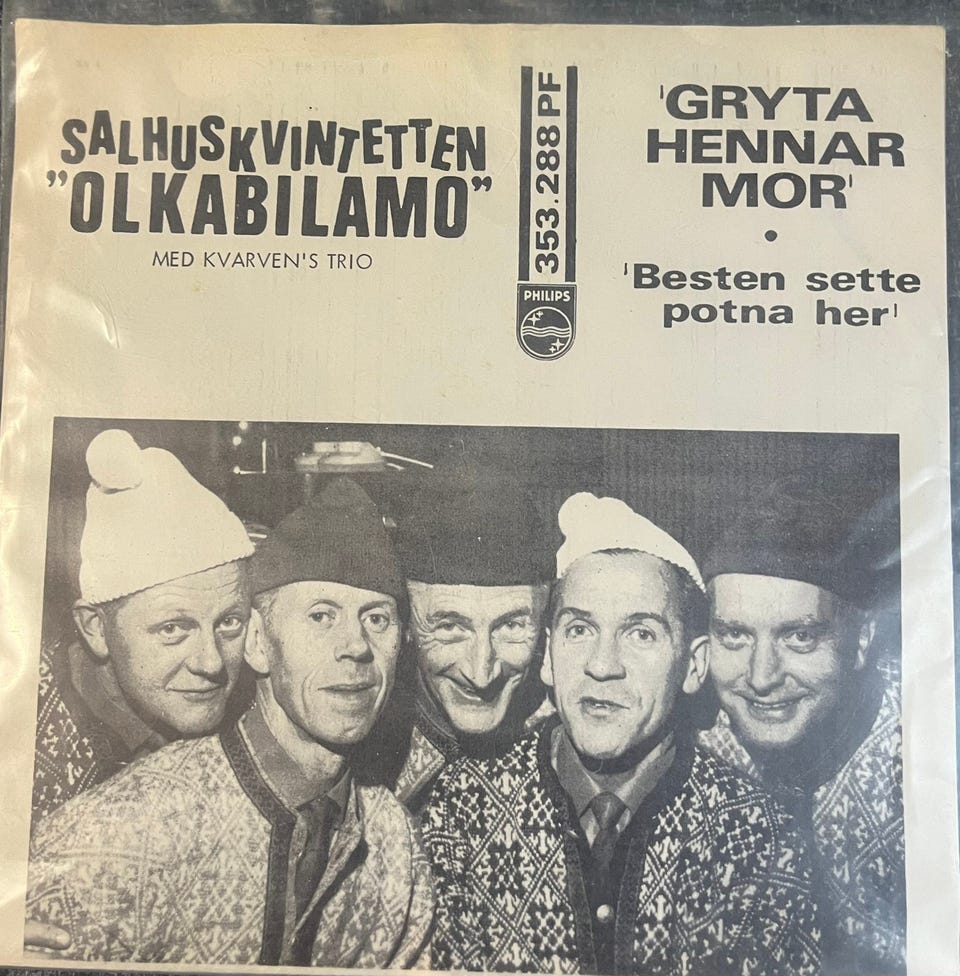 SALHUSKVINTETTEN
"OLKABILAMO"
MED KVARVEN'S TRIO
353.288 PF
PHILIPS
'GRYTA
HENNAR
MOR'
•
'Besten sette
potna her'